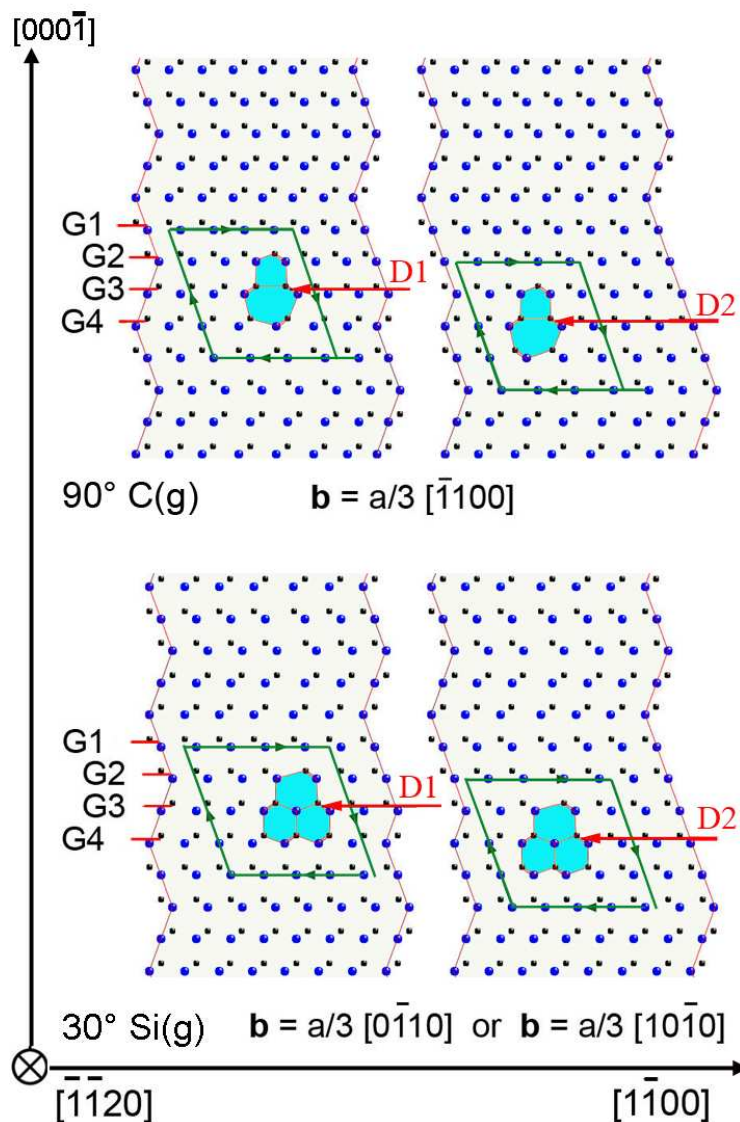 [0001̄]
G1
G2
G3
G4
D1
D2
90° C(g) b = a/3 [1̄100]
G1
G2
G3
G4
D1
D2
30° Si(g) b = a/3 [01̄10] or b = a/3 [101̄0]
[1̄1̄20] [11̄00]